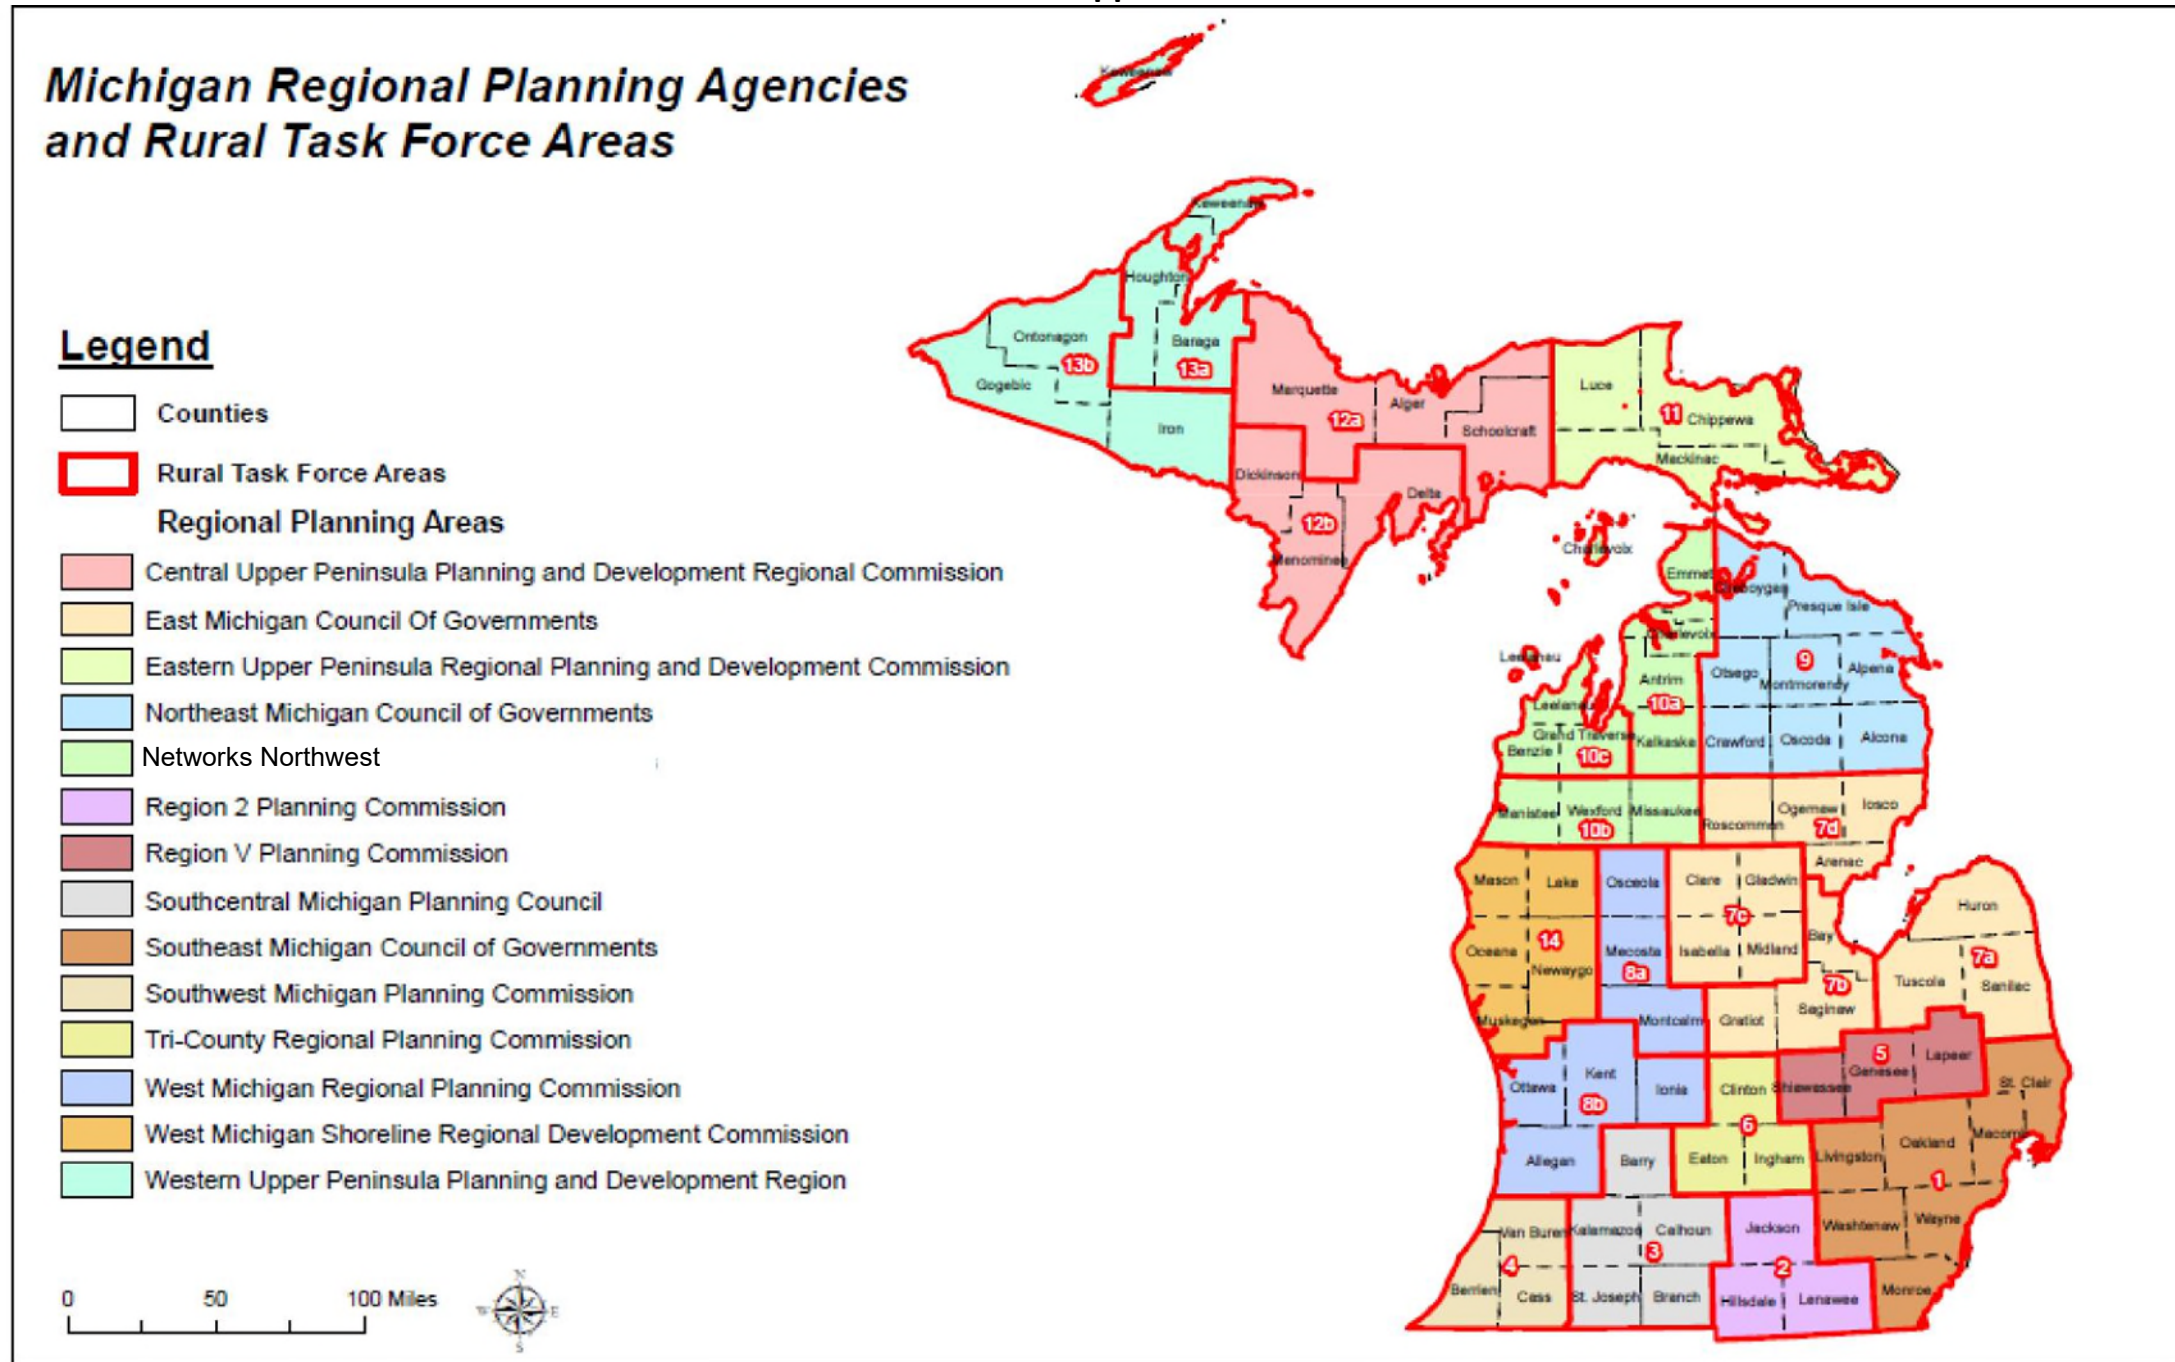 Michigan Regional Planning Agencies
and Rural Task Force Areas
Legend
Counties
Rural Task Force Areas
Regional Planning Areas
Central Upper Peninsula Planning and Development Regional Commission
East Michigan Council Of Governments
Eastern Upper Peninsula Regional Planning and Development Commission
Northeast Michigan Council of Governments
Networks Northwest
Region 2 Planning Commission
Region V Planning Commission
Southcentral Michigan Planning Council
Southeast Michigan Council of Governments
Southwest Michigan Planning Commission
Tri-County Regional Planning Commission
West Michigan Regional Planning Commission
West Michigan Shoreline Regional Development Commission
Western Upper Peninsula Planning and Development Region
0 50 100 Miles
N
W E
S
Keweenaw
Keweenaw
Houghton
Ontonagon
Baraga
13b
13a
Gogebic
Iron
Marquette
Alger
12a
Schoolcraft
Luce
11
Chippewa
Mackinac
Dickinson
Delta
12b
Menominee
Charlevoix
Emmet
Cheboygan
Presque Isle
Charlevoix
Leelanau
Antrim
Otsego
9
Montmorency
Alpena
10a
Leelanau
Grand Traverse
Benzie
10c
Kalkaska
Crawford
Oscoda
Alcona
Manistee
Wexford
Missaukee
10b
Roscommon
Ogemaw
Iosco
7d
Arenac
Mason
Lake
Osceola
Clare
Gladwin
Huron
7c
14
Oceana
Newaygo
Mecosta
8a
Isabella
Midland
Bay
7a
Tuscola
Sanilac
7b
Saginaw
Muskegon
Montcalm
Gratiot
5
Lapeer
Genesee
Shiawassee
St. Clair
Ottawa
Kent
Ionia
Clinton
8b
6
Oakland
Macomb
Allegan
Barry
Eaton
Ingham
Livingston
1
Van Buren
Kalamazoo
Calhoun
Jackson
Washtenaw
Wayne
3
4
2
Berrien
Cass
St. Joseph
Branch
Hillsdale
Lenawee
Monroe